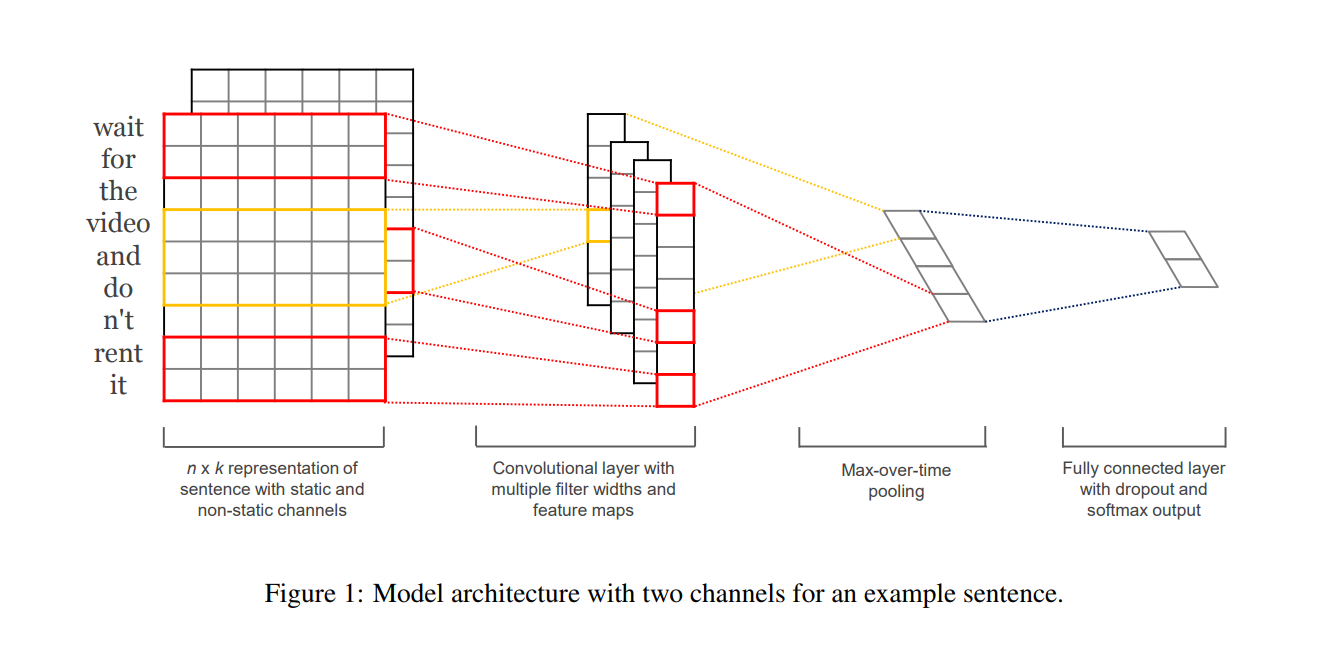 wait
for
the
video
and
do
n't
rent
it
n x k representation of
sentence with static and
non-static channels
Convolutional layer with
multiple filter widths and
feature maps
Max-over-time
pooling
Fully connected layer
with dropout and
softmax output
Figure 1: Model architecture with two channels for an example sentence.